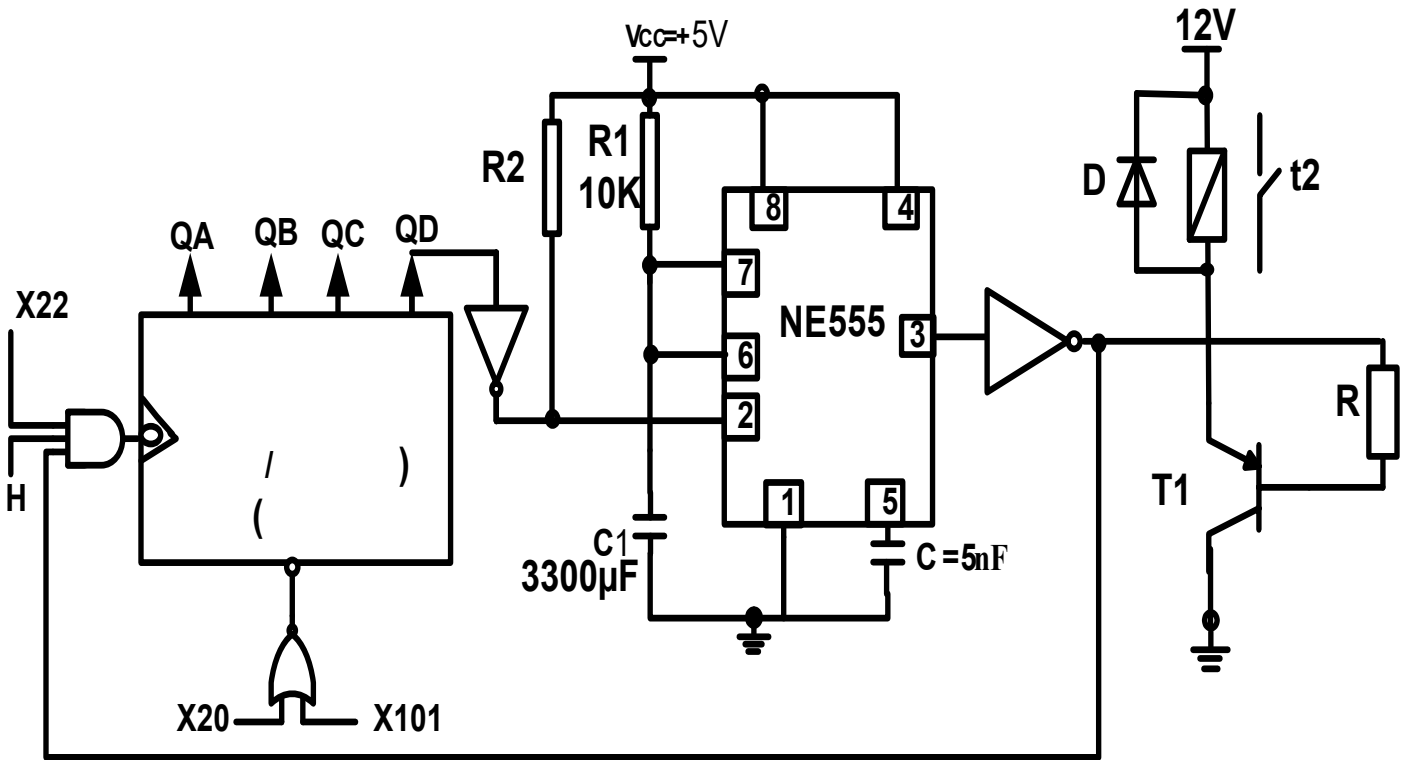 12V
Vcc=+5V
R1
10K
R2
D
t2
8
4
QA
QB
QC
QD
7
X22
NE555
3
6
R
2
/ )
(
H
T1
1
5
C1
3300µF
C =5nF
X20
X101